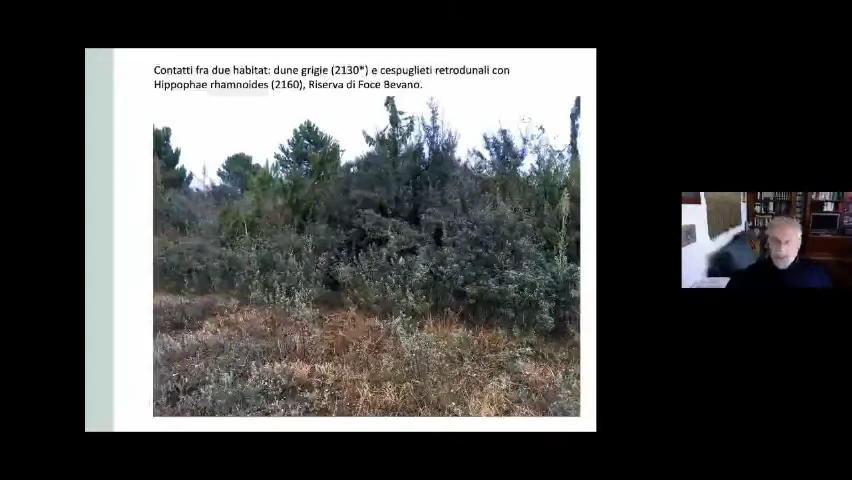 Contatti fra due habitat: dune grigie (2130*) e cespuglieti retrodunali con
Hippophae rhamnoides (2160), Riserva di Foce Bevano.